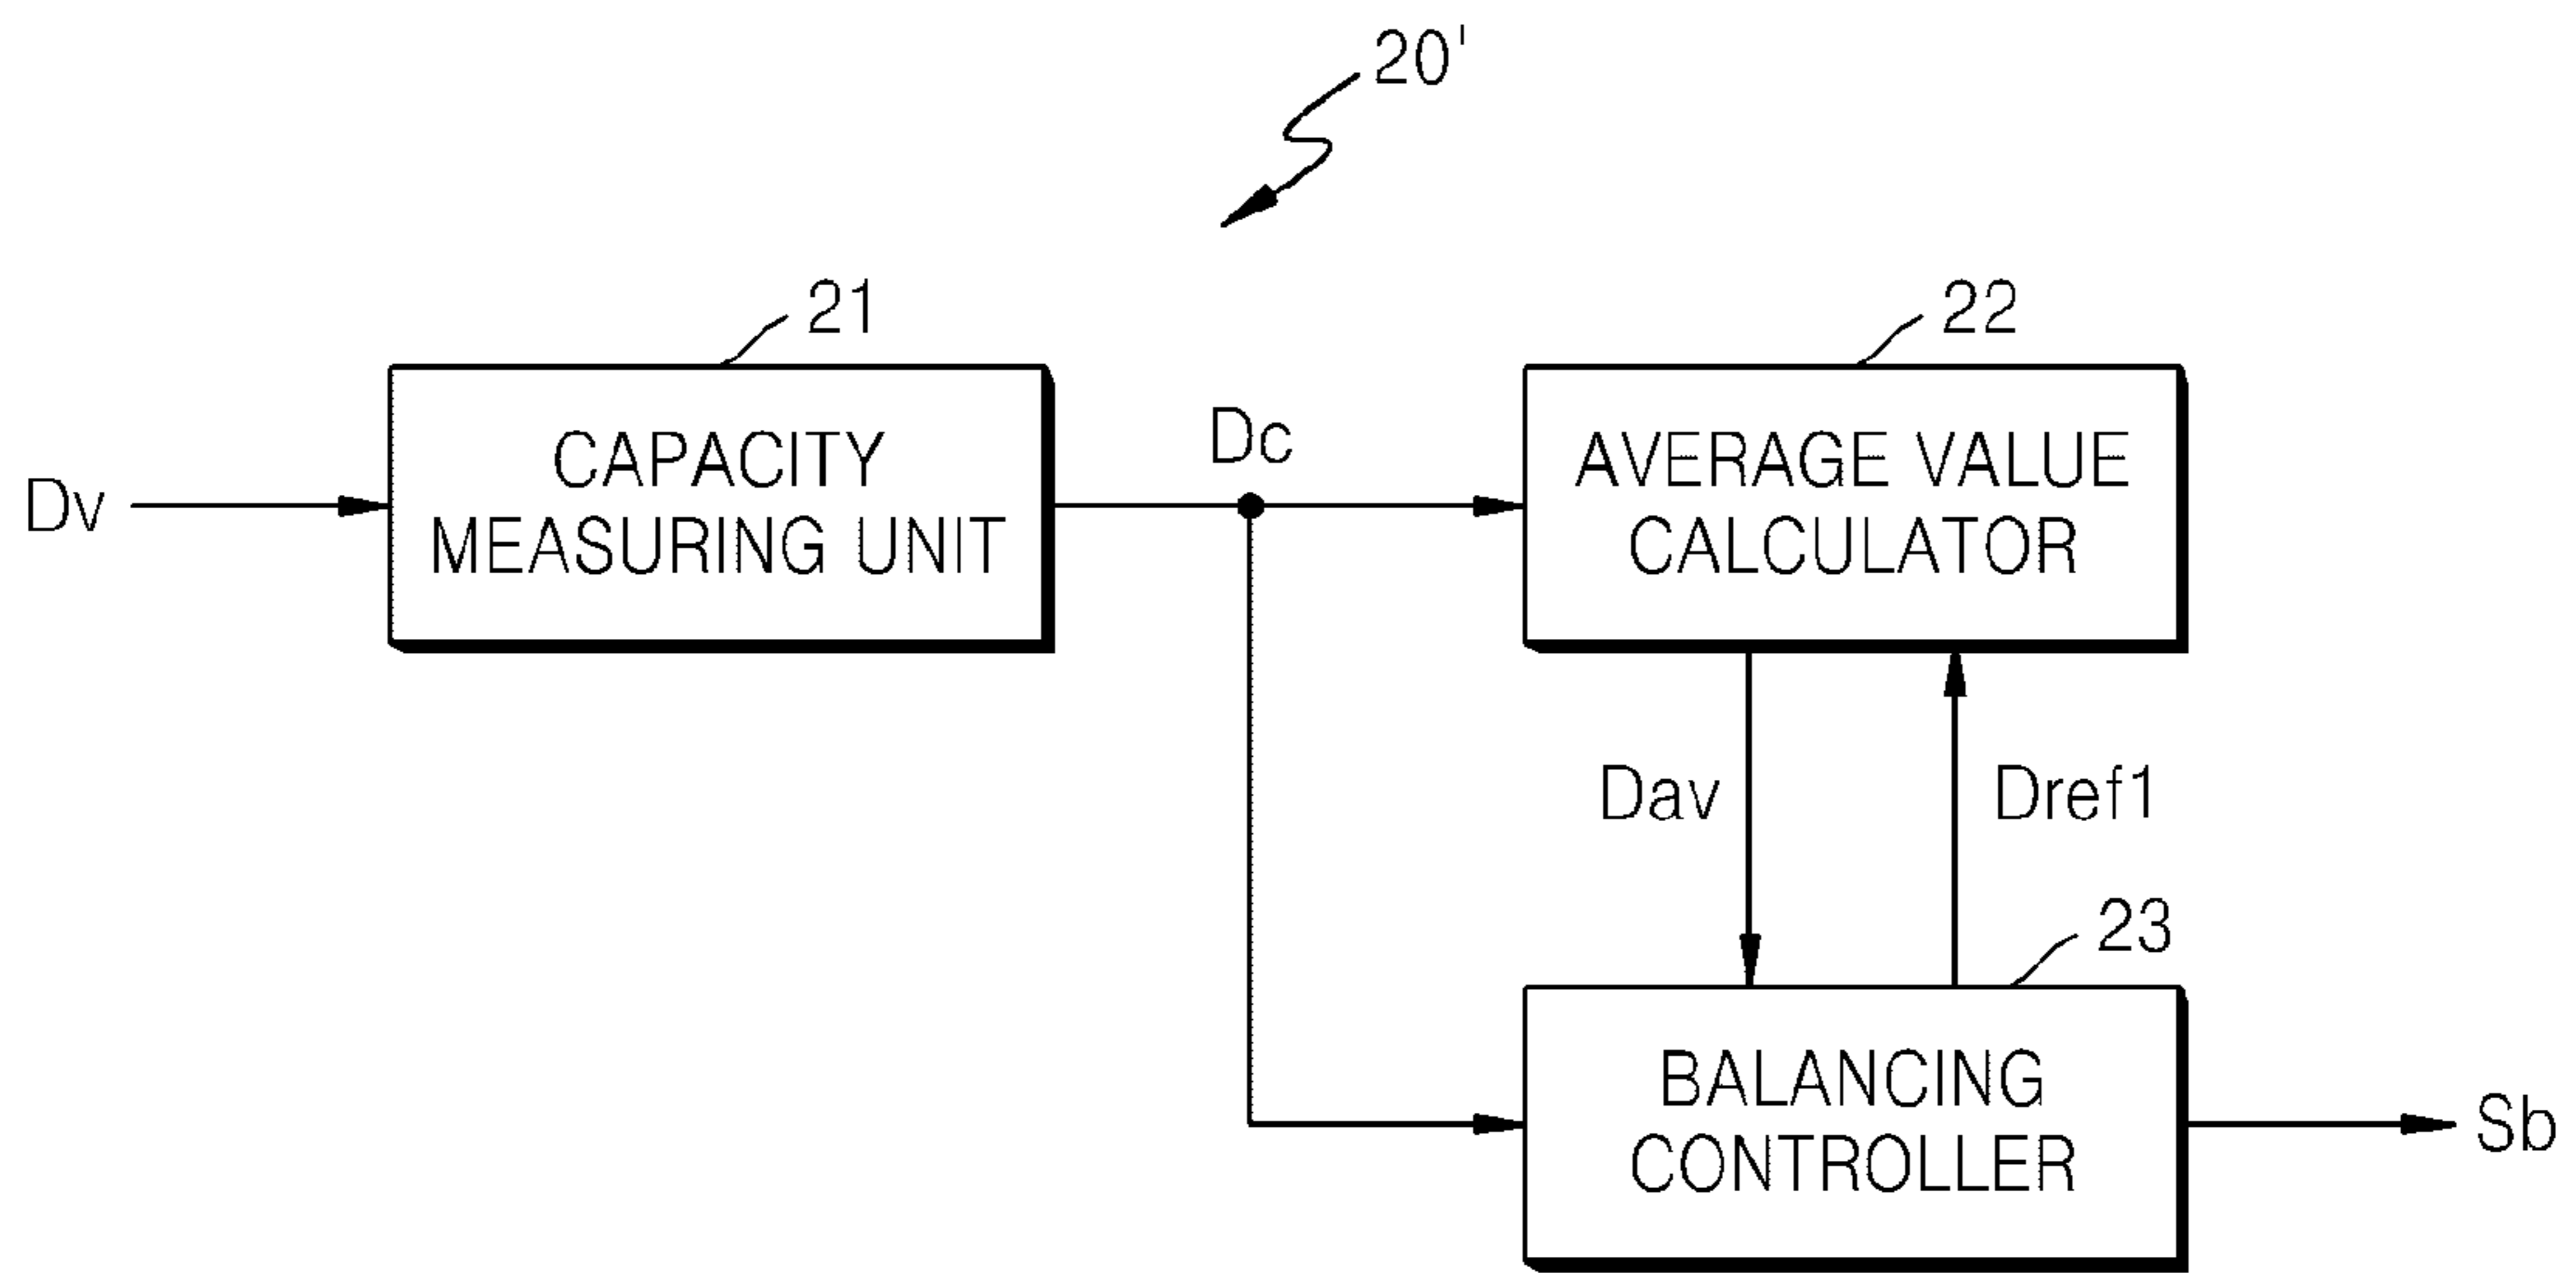 20'
21
22
CAPACITY
MEASURING UNIT
Dc
AVERAGE VALUE
CALCULATOR
Dv
Dav
Dref1
23
BALANCING
CONTROLLER
Sb